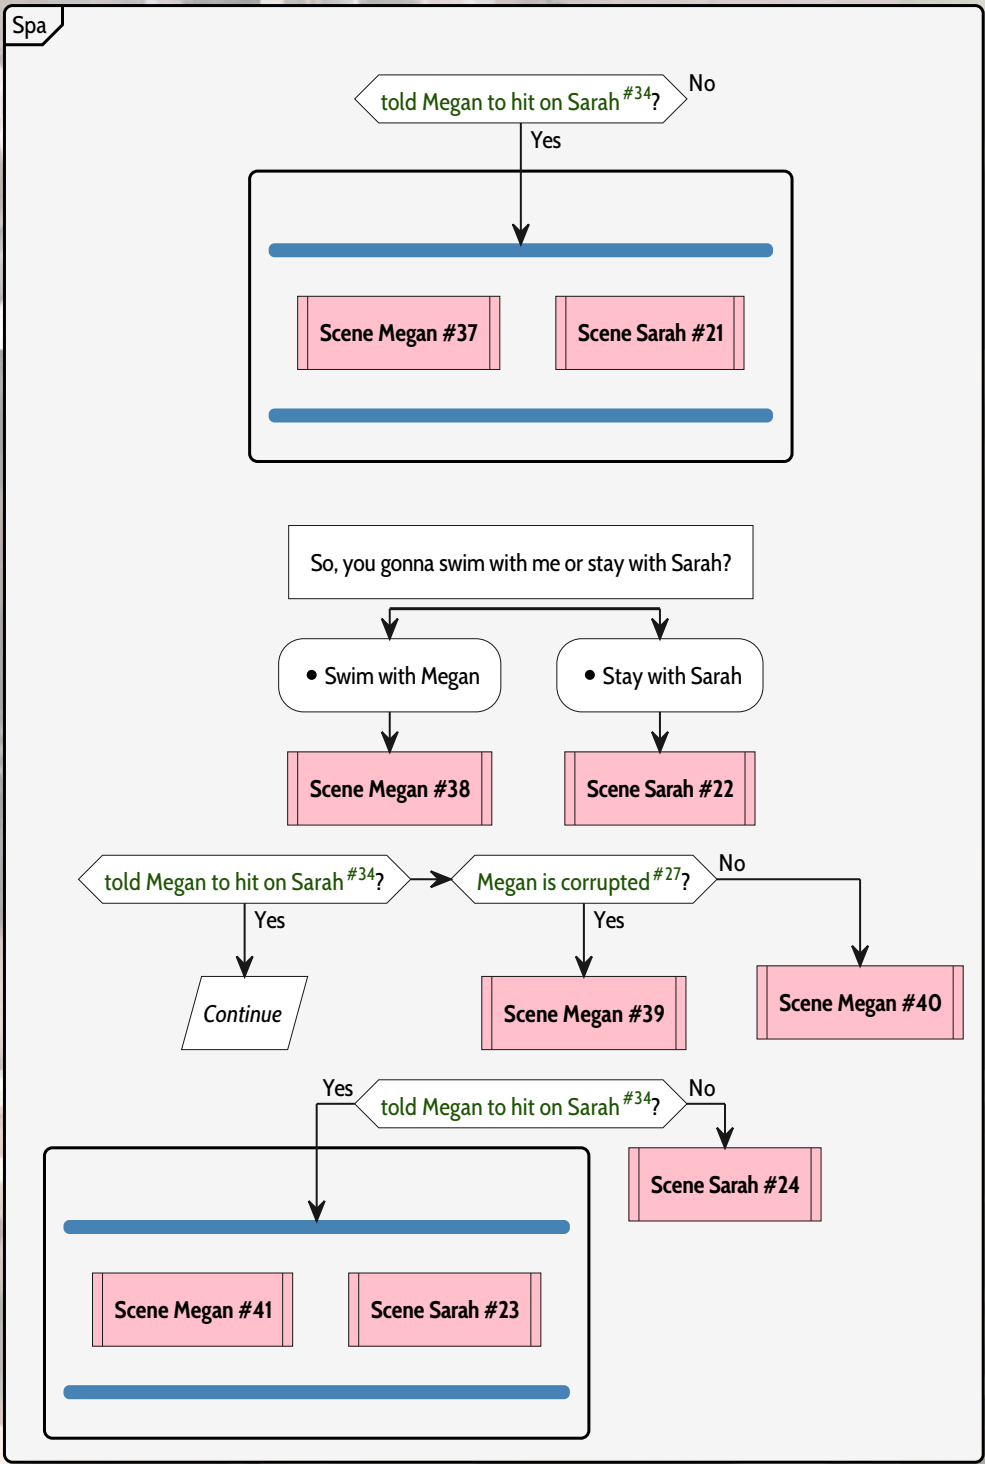 Spa
told Megan to hit on Sarah #34?
No
Yes
Scene Megan #37
Scene Sarah #21
So, you gonna swim with me or stay with Sarah?
• Swim with Megan
• Stay with Sarah
Scene Megan #38
Scene Sarah #22
told Megan to hit on Sarah #34?
Megan is corrupted #27?
No
Yes
Yes
Continue
Scene Megan #39
Scene Megan #40
Yes
told Megan to hit on Sarah #34?
No
Scene Sarah #24
Scene Megan #41
Scene Sarah #23